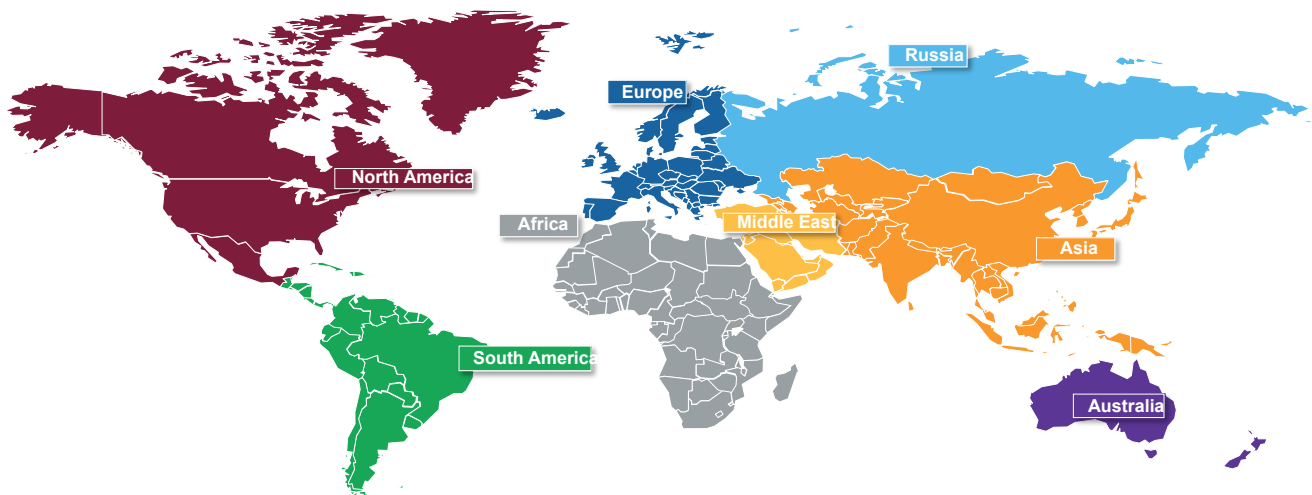 Russia
Europe
North America
Africa
Middle East
Asia
South America
Australia